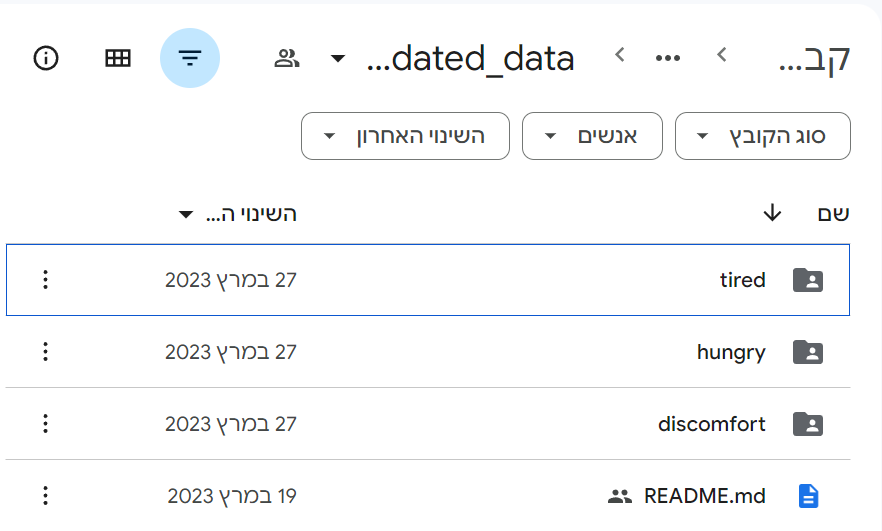 קב... ...dated_data
סוג הקובץ אנשים השינוי האחרון
שם השינוי ה...
tired 27 במרץ 2023
hungry 27 במרץ 2023
discomfort 27 במרץ 2023
README.md 19 במרץ 2023